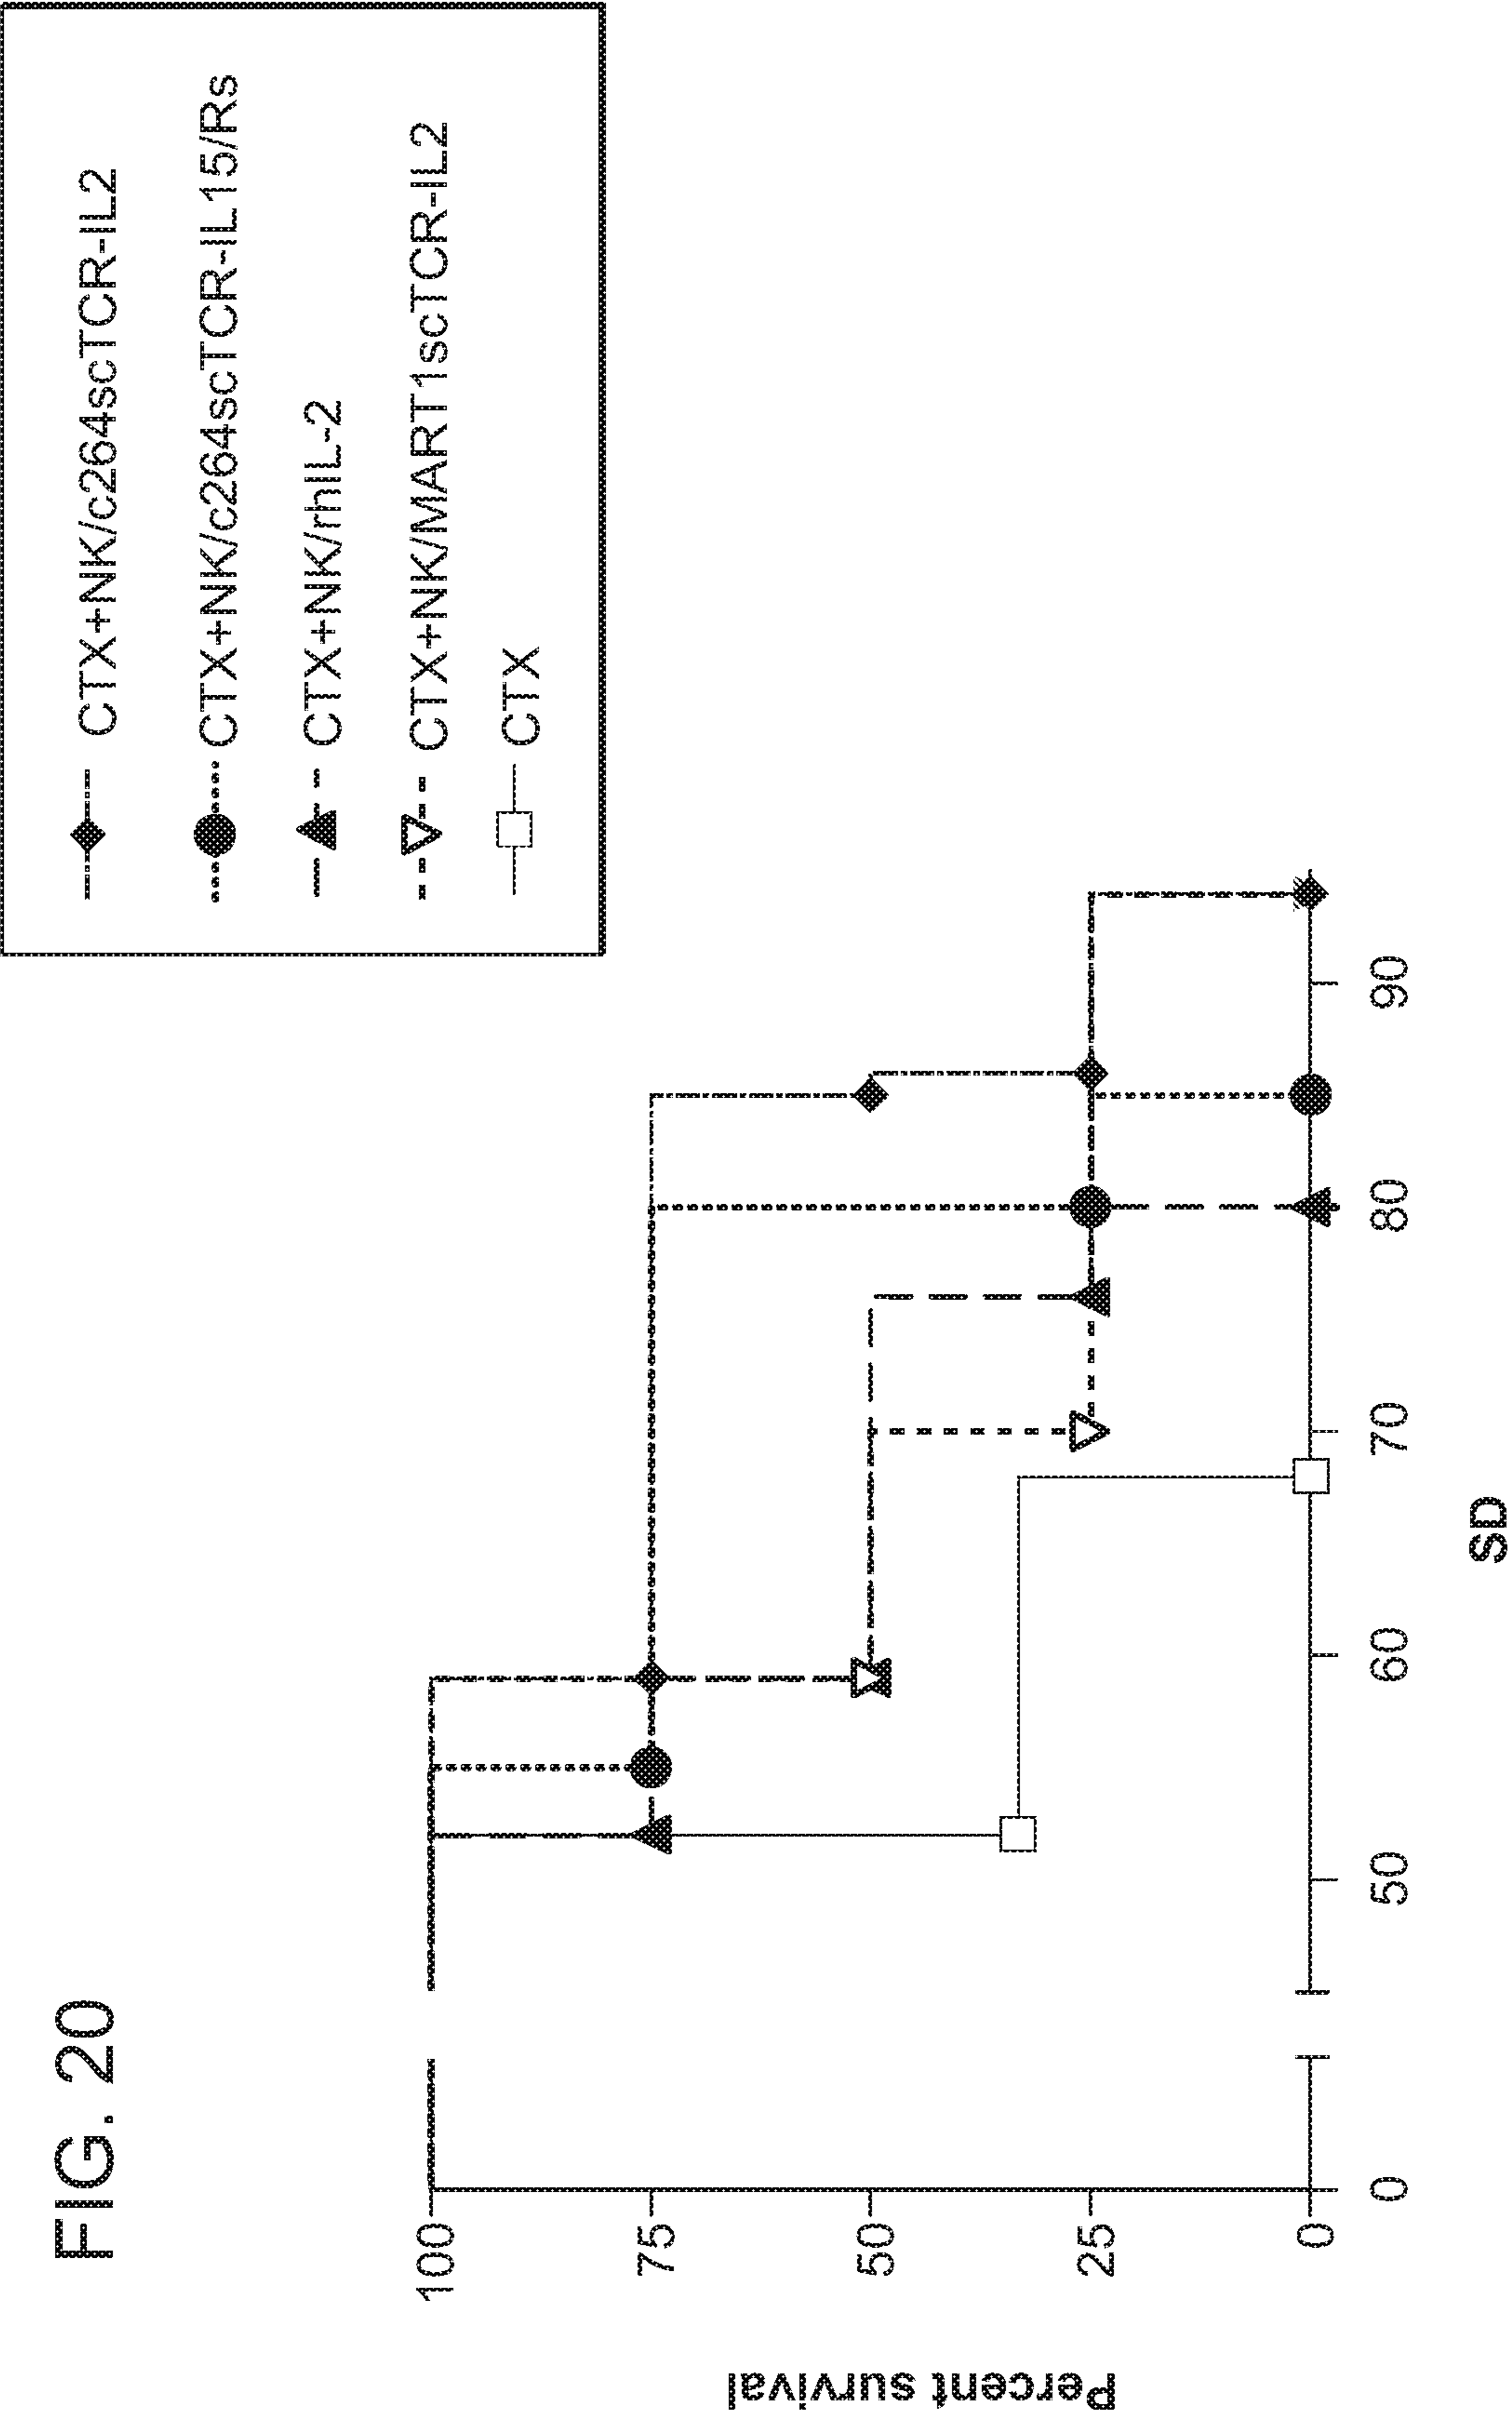 FIG. 20
CTX+NK/c264scTCR-IL2
CTX+NK/c264scTCR-IL15/Rs
CTX+NK/rhIL-2
CTX+NK/MART1scTCR-IL2
CTX
Percent survival
100
75
50
25
0
0
50
60
70
80
90
SD